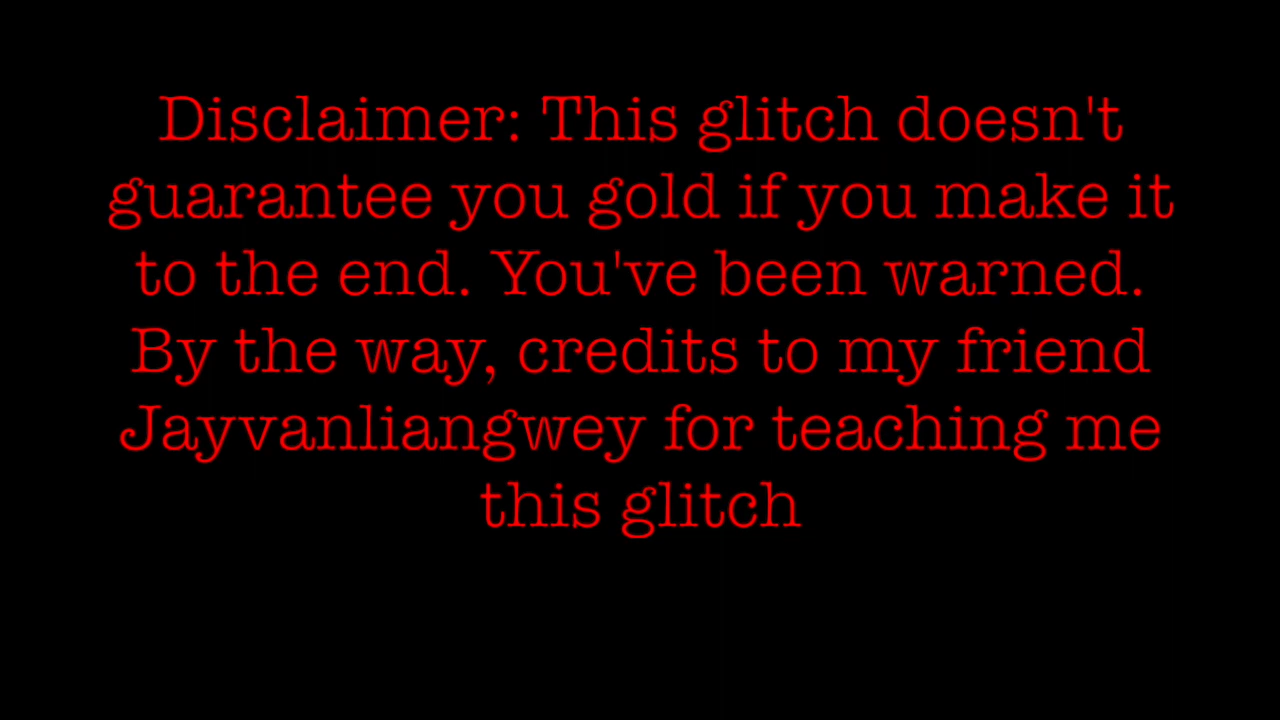 Disclaimer: This glitch doesn't
guarantee you gold if you make it
to the end. You've been warned.
By the way, credits to my friend
Jayvanliangwey for teaching me
this glitch